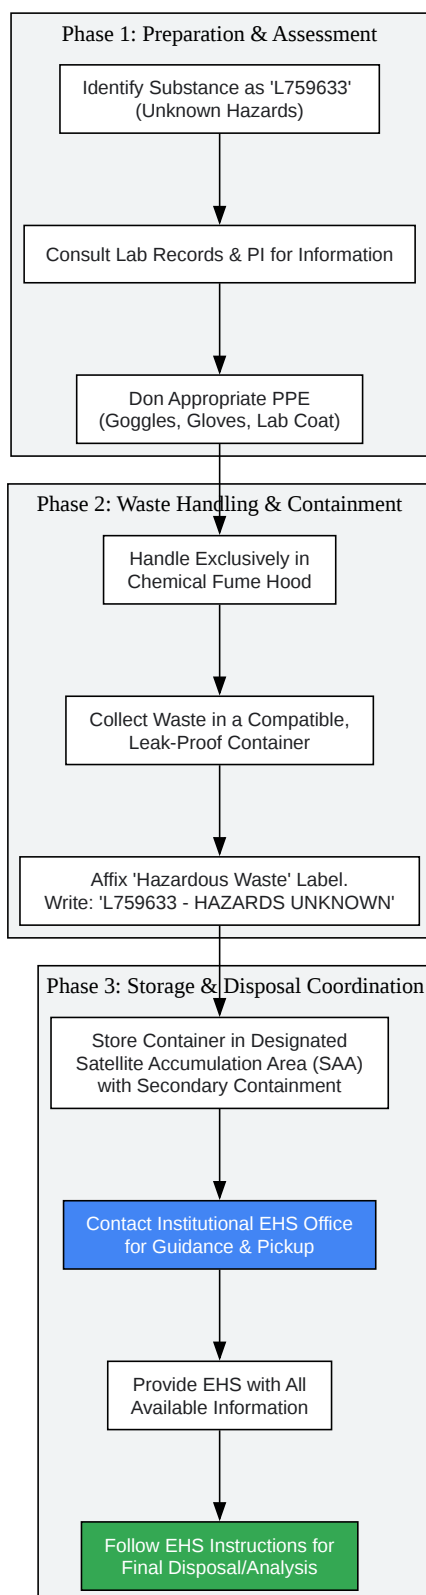 Phase 1: Preparation & Assessment
Identify Substance as 'L759633'
(Unknown Hazards)
Consult Lab Records & PI for Information
Don Appropriate PPE
(Goggles, Gloves, Lab Coat)
Phase 2: Waste Handling & Containment
Handle Exclusively in
Chemical Fume Hood
Collect Waste in a Compatible,
Leak-Proof Container
Affix 'Hazardous Waste' Label.
Write: 'L759633 - HAZARDS UNKNOWN'
Phase 3: Storage & Disposal Coordination
Store Container in Designated
Satellite Accumulation Area (SAA)
with Secondary Containment
Contact Institutional EHS Office
for Guidance & Pickup
Provide EHS with All
Available Information
Follow EHS Instructions for
Final Disposal/Analysis